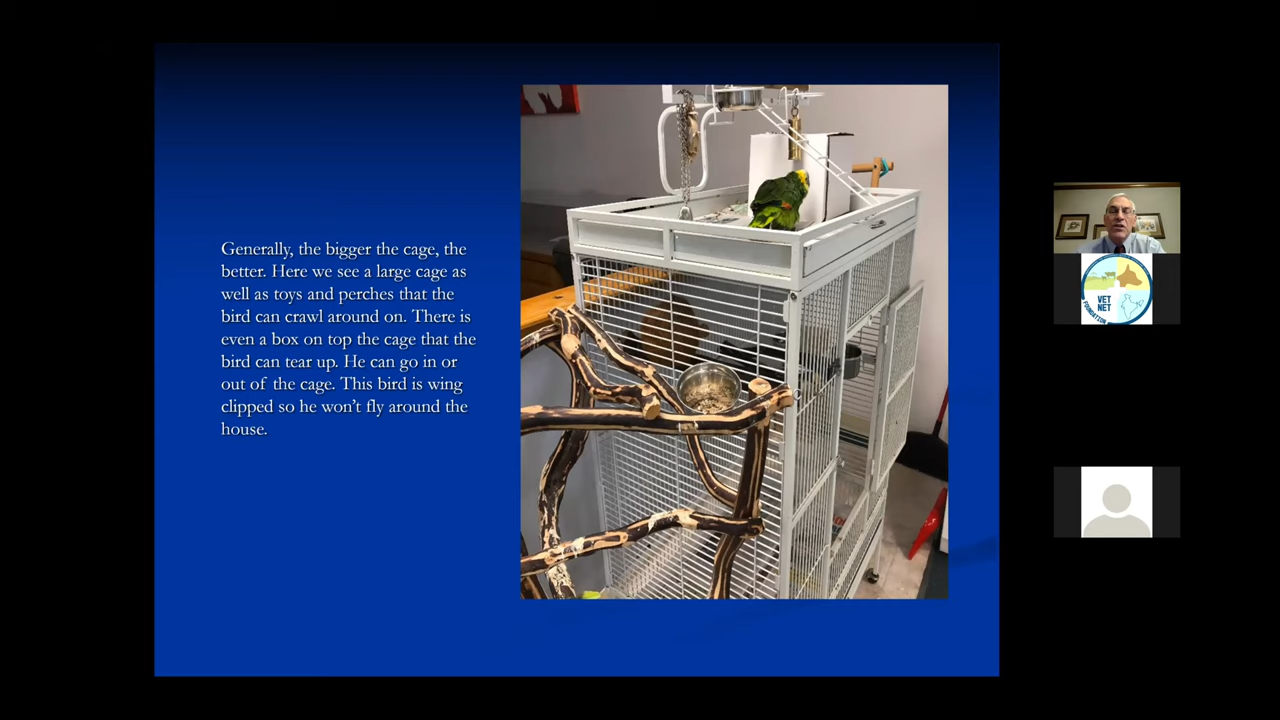 Generally, the bigger the cage, the
better. Here we see a large cage as
well as toys and perches that the
bird can crawl around on. There is
even a box on top the cage that the
bird can tear up. He can go in or
out of the cage. This bird is wing
clipped so he won't fly around the
house.
VET
NET
FOUNDATION